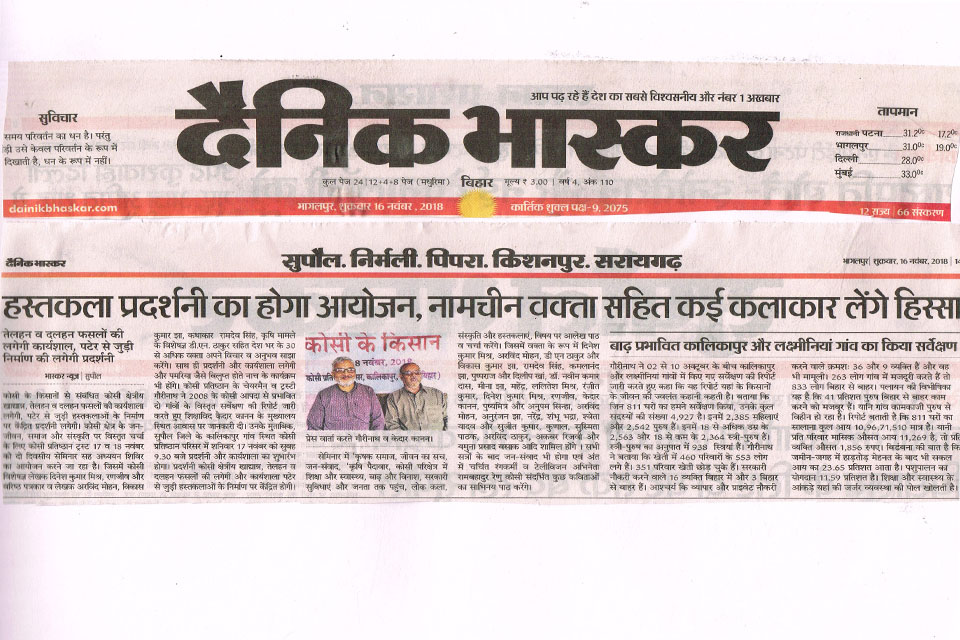 सुविचार
समय परिवर्तन का धन है। परंतु
ड़ी उसे केवल परिवर्तन के रूप में
दिखाती है, धन के रूप में नहीं।
आप पढ़ रहे हैं देश का सबसे विश्वसनीय और नंबर 1 अखबार
दैनिक भास्कर
कुल पेज 24|12+4+8 पेज (मधुरिमा) बिहार मूल्य ₹ 3.00 | वर्ष 4, अंक 110
तापमान
राजधानी पटना 31.2⁰c 17.2⁰c
भागलपुर 31.0⁰c 19.0⁰c
दिल्ली 28.0⁰c
मुंबई 33.0⁰c
dainikbhaskar.com भागलपुर, शुक्रवार 16 नवंबर, 2018 कार्तिक शुक्ल पक्ष-9, 2075 12 राज्य | 66 संस्करण
दैनिक भास्कर सुपौल. निर्मली. पिपरा. किशनपुर. सरायगढ़ भागलपुर| शुक्रवार, 16 नवंबर, 2018 | 14
हस्तकला प्रदर्शनी का होगा आयोजन, नामचीन वक्ता सहित कई कलाकार लेंगे हिस्सा
तेलहन व दलहन फसलों की
लगेगी कार्यशाल, पटेर से जुड़ी
निर्माण की लगेगी प्रदर्शनी
भास्कर न्यूज | सुपौल
कोसी के किसानों से संबंधित कोसी क्षेत्रीय
खाद्यान्न, तेलहन व दलहन फसलों की कार्यशाला
लगेगी, पटेर से जुड़ी हस्तकलाओं के निर्माण
पर केंद्रित प्रदर्शनी लगेगी। कोसी क्षेत्र के जन-
जीवन, समाज और संस्कृति पर विस्तृत चर्चा
के लिए कोसी प्रतिष्ठान ट्रस्ट 17 व 18 नवंबर
को दो दिवसीय सेमिनार सह अध्ययन शिविर
का आयोजन करने जा रहा है। जिसमें कोसी
विशेषज्ञ लेखक दिनेश कुमार मिश्र, रणजीव और
वरिष्ठ पत्रकार व लेखक अरविंद मोहन, विकास
कुमार झा, कथाकार रामदेव सिंह, कृषि मामले
के विशेषज्ञ डी.एन. ठाकुर सहित देश भर के 30
से अधिक वक्ता अपने विचार व अनुभव साझा
करेंगे। साथ ही प्रदर्शनी और कार्यशाला लगेगी
और पमरिया जैसे विलुप्त होते नाच के कार्यक्रम
भी होंगे। कोसी प्रतिष्ठान के चेयरमैन व ट्रस्टी
गौरीनाथ ने 2008 के कोसी आपदा से प्रभावित
दो गांवों के विस्तृत सर्वेक्षण की रिपोर्ट जारी
करते हुए शिक्षाविद केदार कानन के मुख्यालय
स्थित आवास पर जानकारी दी। उनके मुताबिक,
सुपौल जिले के कालिकापुर गांव स्थित कोसी
प्रतिष्ठान परिसर में शनिवार 17 नवंबर को सुबह
9.30 बजे प्रदर्शनी और कार्यशाला का शुभारंभ
होगा। प्रदर्शनी कोसी क्षेत्रीय खाद्यान्न, तेलहन व
दलहन फसलों की लगेगी और कार्यशाला पटेर
से जुड़ी हस्तकलाओं के निर्माण पर केंद्रित होगी।
कोसी के किसान
8 नवंबर, 2018
प्रेस वार्ता करते गौरीनाथ व केदार कानन।
सेमिनार में 'कृषक समाज, जीवन का सच,
जन-संवाद, 'कृषि पैदावार, कोसी परिक्षेत्र में
शिक्षा और स्वास्थ्य, बाढ़ और विनाश, सरकारी
सुविधाएं और जनता तक पहुंच, लोक कला,
संस्कृति और हस्तकलाएं, विषय पर आलेख पाठ
व चर्चा करेंगे। जिसमें वक्ता के रूप में दिनेश
कुमार मिश्र, अरविंद मोहन, डी एन ठाकुर और
विकास कुमार झा, रामदेव सिंह, कमलानंद
झा, पुष्पराज और दिलीप खां, डॉ. नवीन कुमार
दास, मीना झा, महेंद्र, ललितेश मिश्र, रंजीत
कुमार, दिनेश कुमार मिश्र, रणजीव, केदार
कानन, पुष्यमित्र और अनुपम सिन्हा, अरविंद
मोहन, अनुरंजन झा, नरेंद्र, शंभु भद्रा, श्वेता
यादव और सुजीत कुमार, कुणाल, सुस्मिता
पाठक, अरविंद ठाकुर, अकबर रिजवी और
यमुना प्रसाद बसाक आदि शामिल होंगे । सभी
सत्रों के बाद जन-संवाद भी होगा एवं अंत
में चर्चित रंगकर्मी व टेलीविजन अभिनेता
रामबहादुर रेणु कोसी संदर्भित कुछ कविताओं
का साभिनय पाठ करेंगे।
बाढ़ प्रभावित कालिकापुर और लक्ष्मीनियां गांव का किया सर्वेक्षण
गौरीनाथ ने 02 से 10 अक्टूबर के बीच कालिकापुर
और लक्ष्मीनियां गांवों में किए गए सर्वेक्षण की रिपोर्ट
जारी करते हुए कहा कि यह रिपोर्ट यहां के किसानों
के जीवन की ज्वलंत कहानी कहती है। बताया कि
जिन 811 घरों का हमने सर्वेक्षण किया, उनके कुल
सदस्यों की संख्या 4,927 है। इनमें 2,385 महिलाएं
और 2,542 पुरुष हैं। इनमें 18 से अधिक उम्र के
2,563 और 18 से कम के 2,364 स्त्री-पुरुष हैं।
स्त्री-पुरुष का अनुपात में 938 स्त्रियां हैं। गौरीनाथ
ने बताया कि खेती में 460 परिवारों के 553 लोग
लगे हैं। 351 परिवार खेती छोड़ चुके हैं। सरकारी
नौकरी करने वाले 16 व्यक्ति बिहार में और 3 बिहार
से बाहर हैं। आश्चर्य कि व्यापार और प्राइवेट नौकरी
करने वाले क्रमशः 36 और 9 व्यक्ति हैं और वह
भी मामूली। 263 लोग गांव में मजदूरी करते हैं तो
833 लोग बिहार से बाहर। पलायन की विभीषिका
यह है कि 41 प्रतिशत पुरुष बिहार से बाहर काम
करने को मजबूर हैं। यानि गांव कामकाजी पुरुष से
विहीन हो रहा हैं। रिपोर्ट बताती है कि 811 घरों का
सालाना कुल आय 10,96,71,510 मात्र है। यानी
प्रति परिवार मासिक औसत आय 11,269 है, तो प्रति
व्यक्ति औसत 1,856 रुपए। बिडंबना की बात है कि
जमीन-जगह में हाड़तोड़ मेहनत के बाद भी सकल
आय का 23.65 प्रतिशत आता है। पशुपालन का
योगदान 11.59 प्रतिशत है। शिक्षा और स्वास्थ्य के
आंकड़े यहां की जर्जर व्यवस्था की पोल खोलती है।